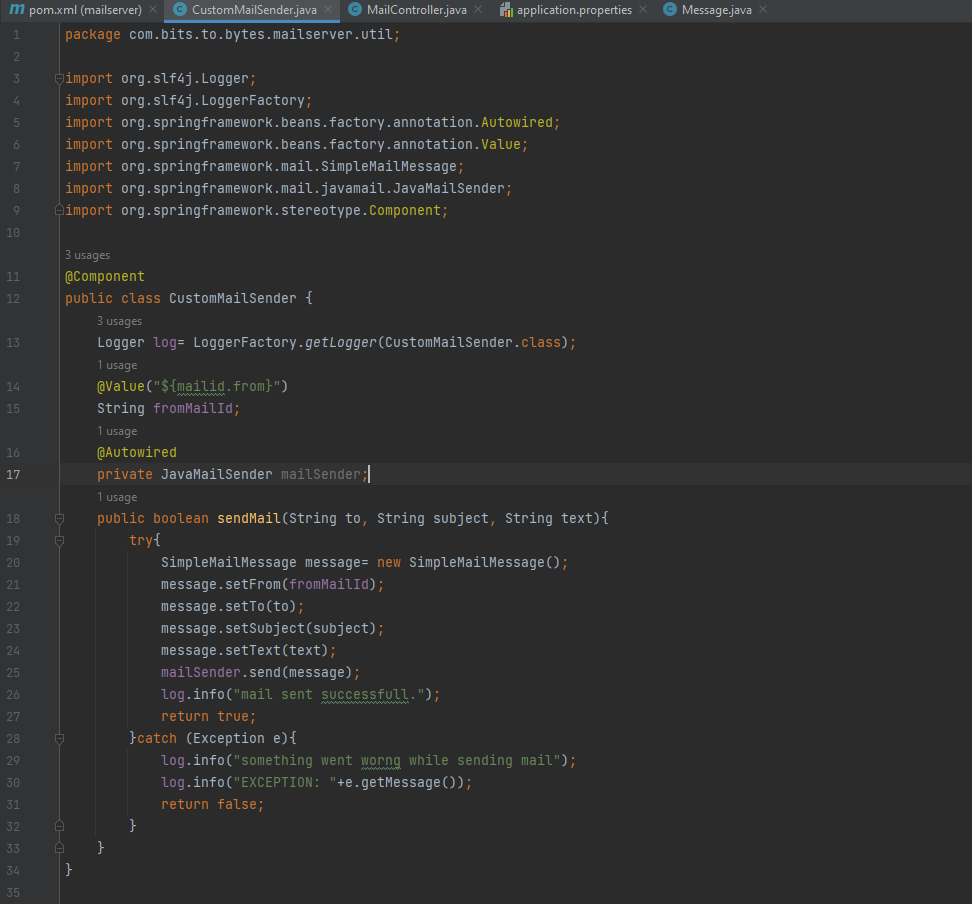 pom.xml (mailserver) CustomMailSender.java MailController.java application.properties Message.java
1 package com.bits.to.bytes.mailserver.util;
2
3 import org.slf4j.Logger;
4 import org.slf4j.LoggerFactory;
5 import org.springframework.beans.factory.annotation.Autowired;
6 import org.springframework.beans.factory.annotation.Value;
7 import org.springframework.mail.SimpleMailMessage;
8 import org.springframework.mail.javamail.JavaMailSender;
9 import org.springframework.stereotype.Component;
10
3 usages
11 @Component
12 public class CustomMailSender {
3 usages
13 Logger log= LoggerFactory.getLogger(CustomMailSender.class);
1 usage
14 @Value("${mailid.from}")
15 String fromMailId;
1 usage
16 @Autowired
17 private JavaMailSender mailSender;
1 usage
18 public boolean sendMail(String to, String subject, String text){
19 try{
20 SimpleMailMessage message= new SimpleMailMessage();
21 message.setFrom(fromMailId);
22 message.setTo(to);
23 message.setSubject(subject);
24 message.setText(text);
25 mailSender.send(message);
26 log.info("mail sent successfull.");
27 return true;
28 }catch (Exception e){
29 log.info("something went worng while sending mail");
30 log.info("EXCEPTION: "+e.getMessage());
31 return false;
32 }
33 }
34 }
35